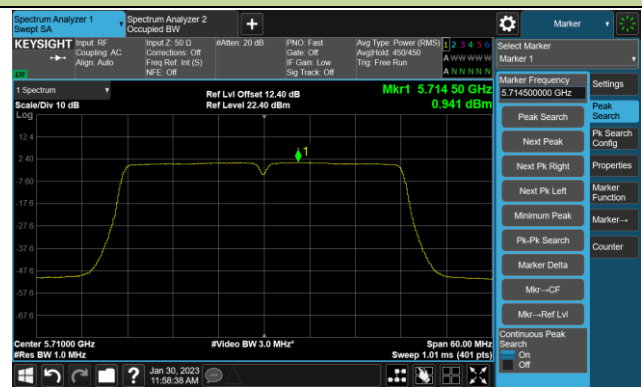 Spectrum Analyzer 1
Swept SA
Spectrum Analyzer 2
Occupied BW
Marker
KEYSIGHT
Input: RF
Coupling: AC
Align: Auto
Input Z: 50 Ω
Corrections: Off
Freq Ref: Int (S)
NFE: Off
#Atten: 20 dB
PNO: Fast
Gate: Off
IF Gain: Low
Sig Track: Off
Avg Type: Power (RMS)
Avg|Hold: 450/450
Trig: Free Run
1 2 3 4 5 6
A W W W W W
A N N N N N
Select Marker
Marker 1
1 Spectrum
Scale/Div 10 dB
Log
Ref Lvl Offset 12.40 dB
Ref Level 22.40 dBm
Mkr1 5.714 50 GHz
0.941 dBm
12.4
2.40
-7.60
-17.6
-27.6
-37.6
-47.6
-57.6
-67.6
1
Center 5.71000 GHz
#Res BW 1.0 MHz
#Video BW 3.0 MHz*
Span 60.00 MHz
Sweep 1.01 ms (401 pts)
Marker Frequency
5.714500000 GHz
Peak Search
Next Peak
Next Pk Right
Next Pk Left
Minimum Peak
Pk-Pk Search
Marker Delta
Mkr→CF
Mkr→Ref Lvl
Continuous Peak
Search
On
Off
Settings
Peak
Search
Pk Search
Config
Properties
Marker
Function
Marker→
Counter
Jan 30, 2023
11:58:38 AM